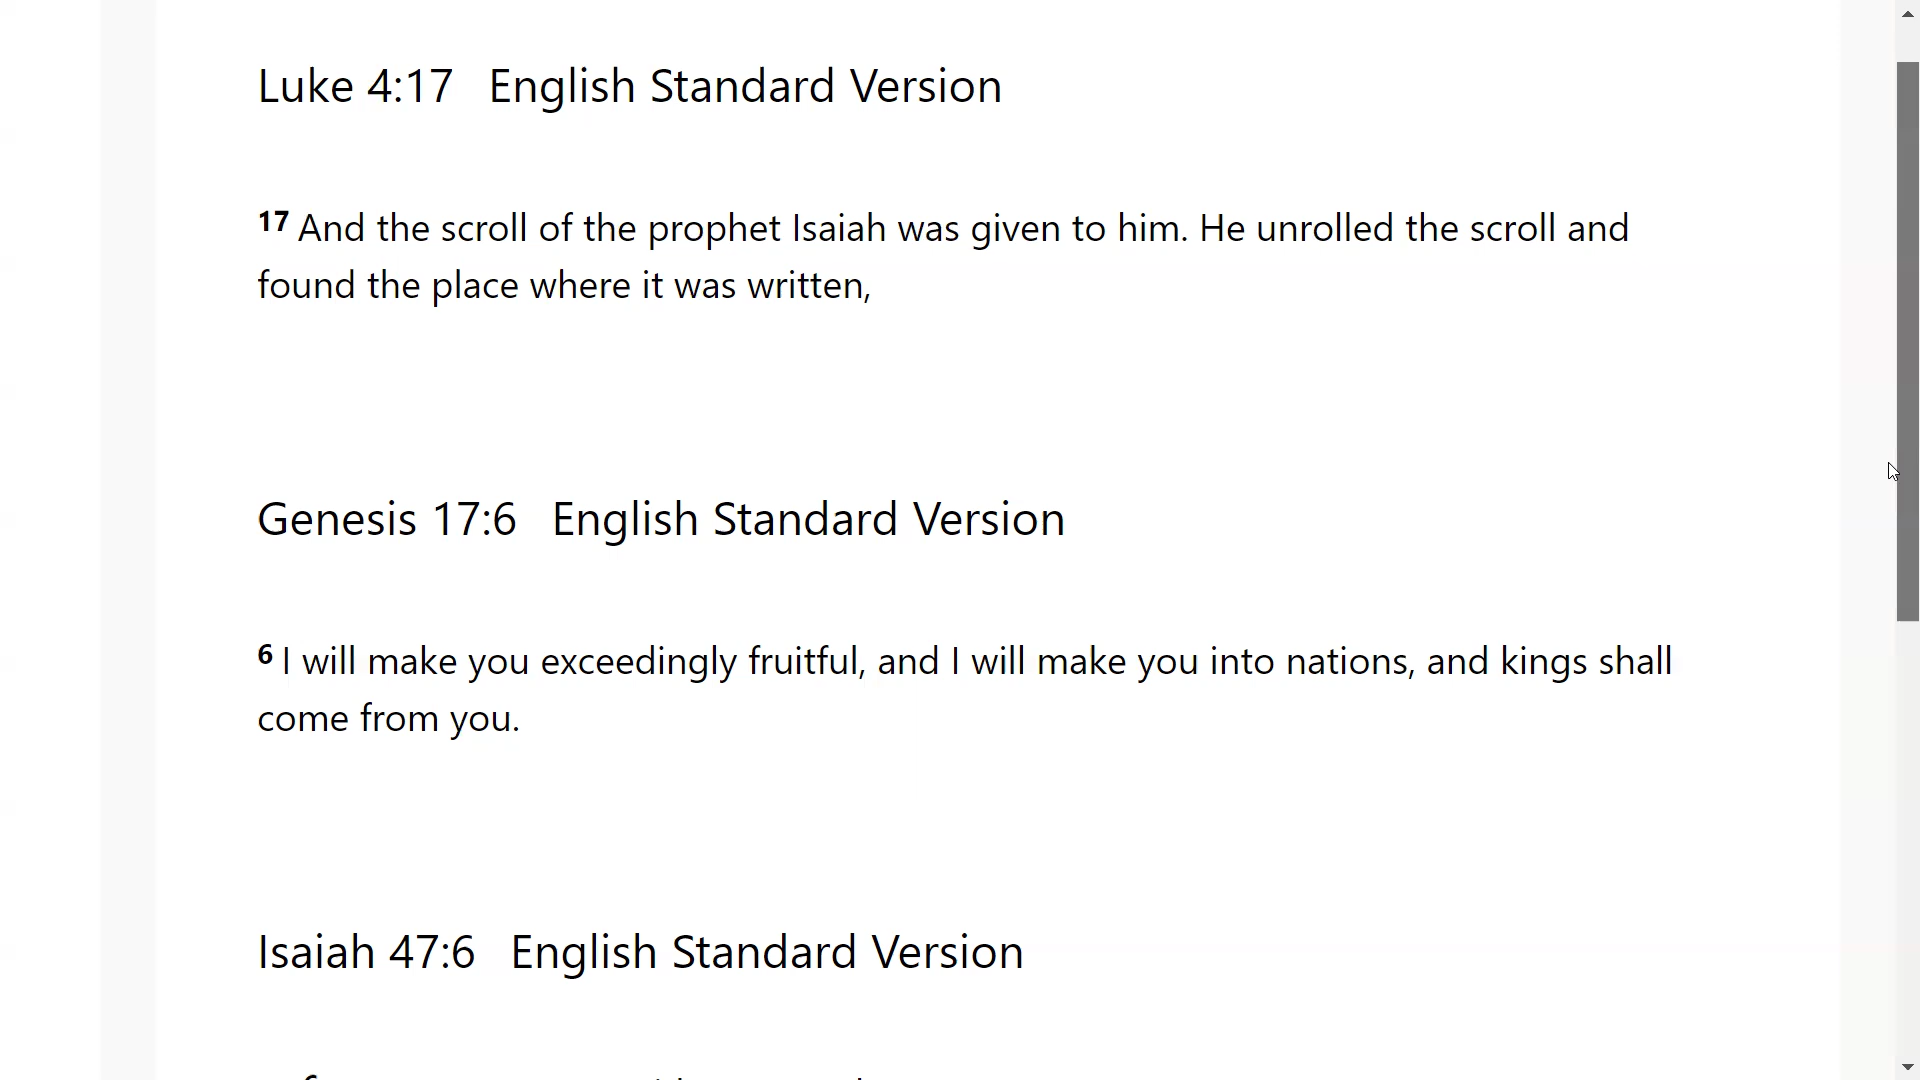 Luke 4:17 English Standard Version
17 And the scroll of the prophet Isaiah was given to him. He unrolled the scroll and
found the place where it was written,
Genesis 17:6 English Standard Version
6 I will make you exceedingly fruitful, and I will make you into nations, and kings shall
come from you.
Isaiah 47:6 English Standard Version